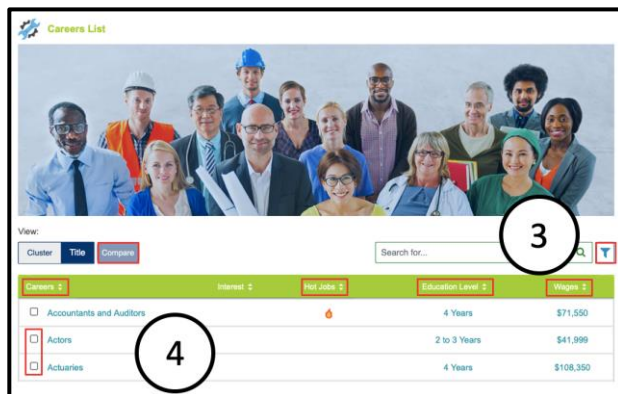 Careers List
View:
Cluster Title Compare
Search for...
3
Careers Interest Hot Jobs Education Level Wages
Accountants and Auditors 4 Years $71,550
Actors 2 to 3 Years $41,999
Actuaries 4 Years $108,350
4